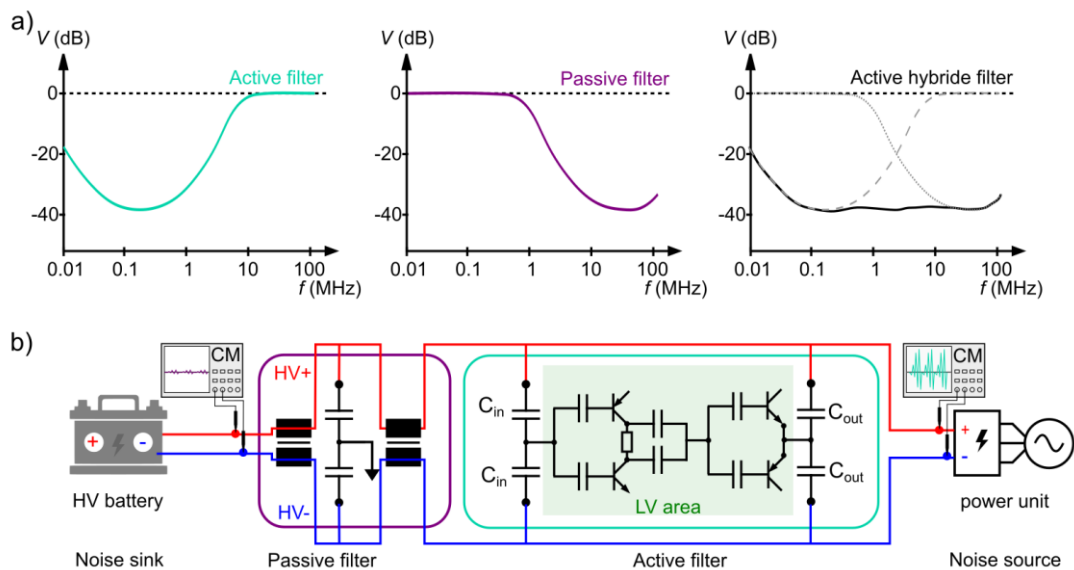 a)
V (dB)
Active filter
0
-20
-40
0.01 0.1 1 10 100
f (MHz)
V (dB)
Passive filter
0
-20
-40
0.01 0.1 1 10 100
f (MHz)
V (dB)
Active hybride filter
0
-20
-40
0.01 0.1 1 10 100
f (MHz)
b)
CM
HV+
HV-
+ -
HV battery
Noise sink
Passive filter
Cin
Cin
LV area
Cout
Cout
Active filter
CM
+
-
power unit
Noise source